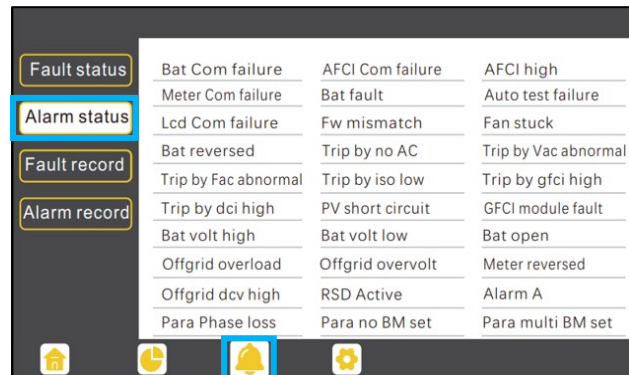 Fault status
Alarm status
Fault record
Alarm record
Bat Com failure AFCI Com failure AFCI high
Meter Com failure Bat fault Auto test failure
Lcd Com failure Fw mismatch Fan stuck
Bat reversed Trip by no AC Trip by Vac abnormal
Trip by Fac abnormal Trip by iso low Trip by gfci high
Trip by dci high PV short circuit GFCI module fault
Bat volt high Bat volt low Bat open
Offgrid overload Offgrid overvolt Meter reversed
Offgrid dcv high RSD Active Alarm A
Para Phase loss Para no BM set Para multi BM set